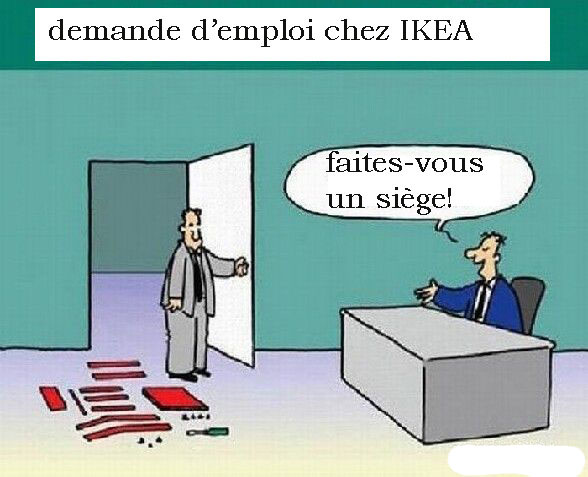 demande d'emploi chez IKEA
faites-vous
un siège!